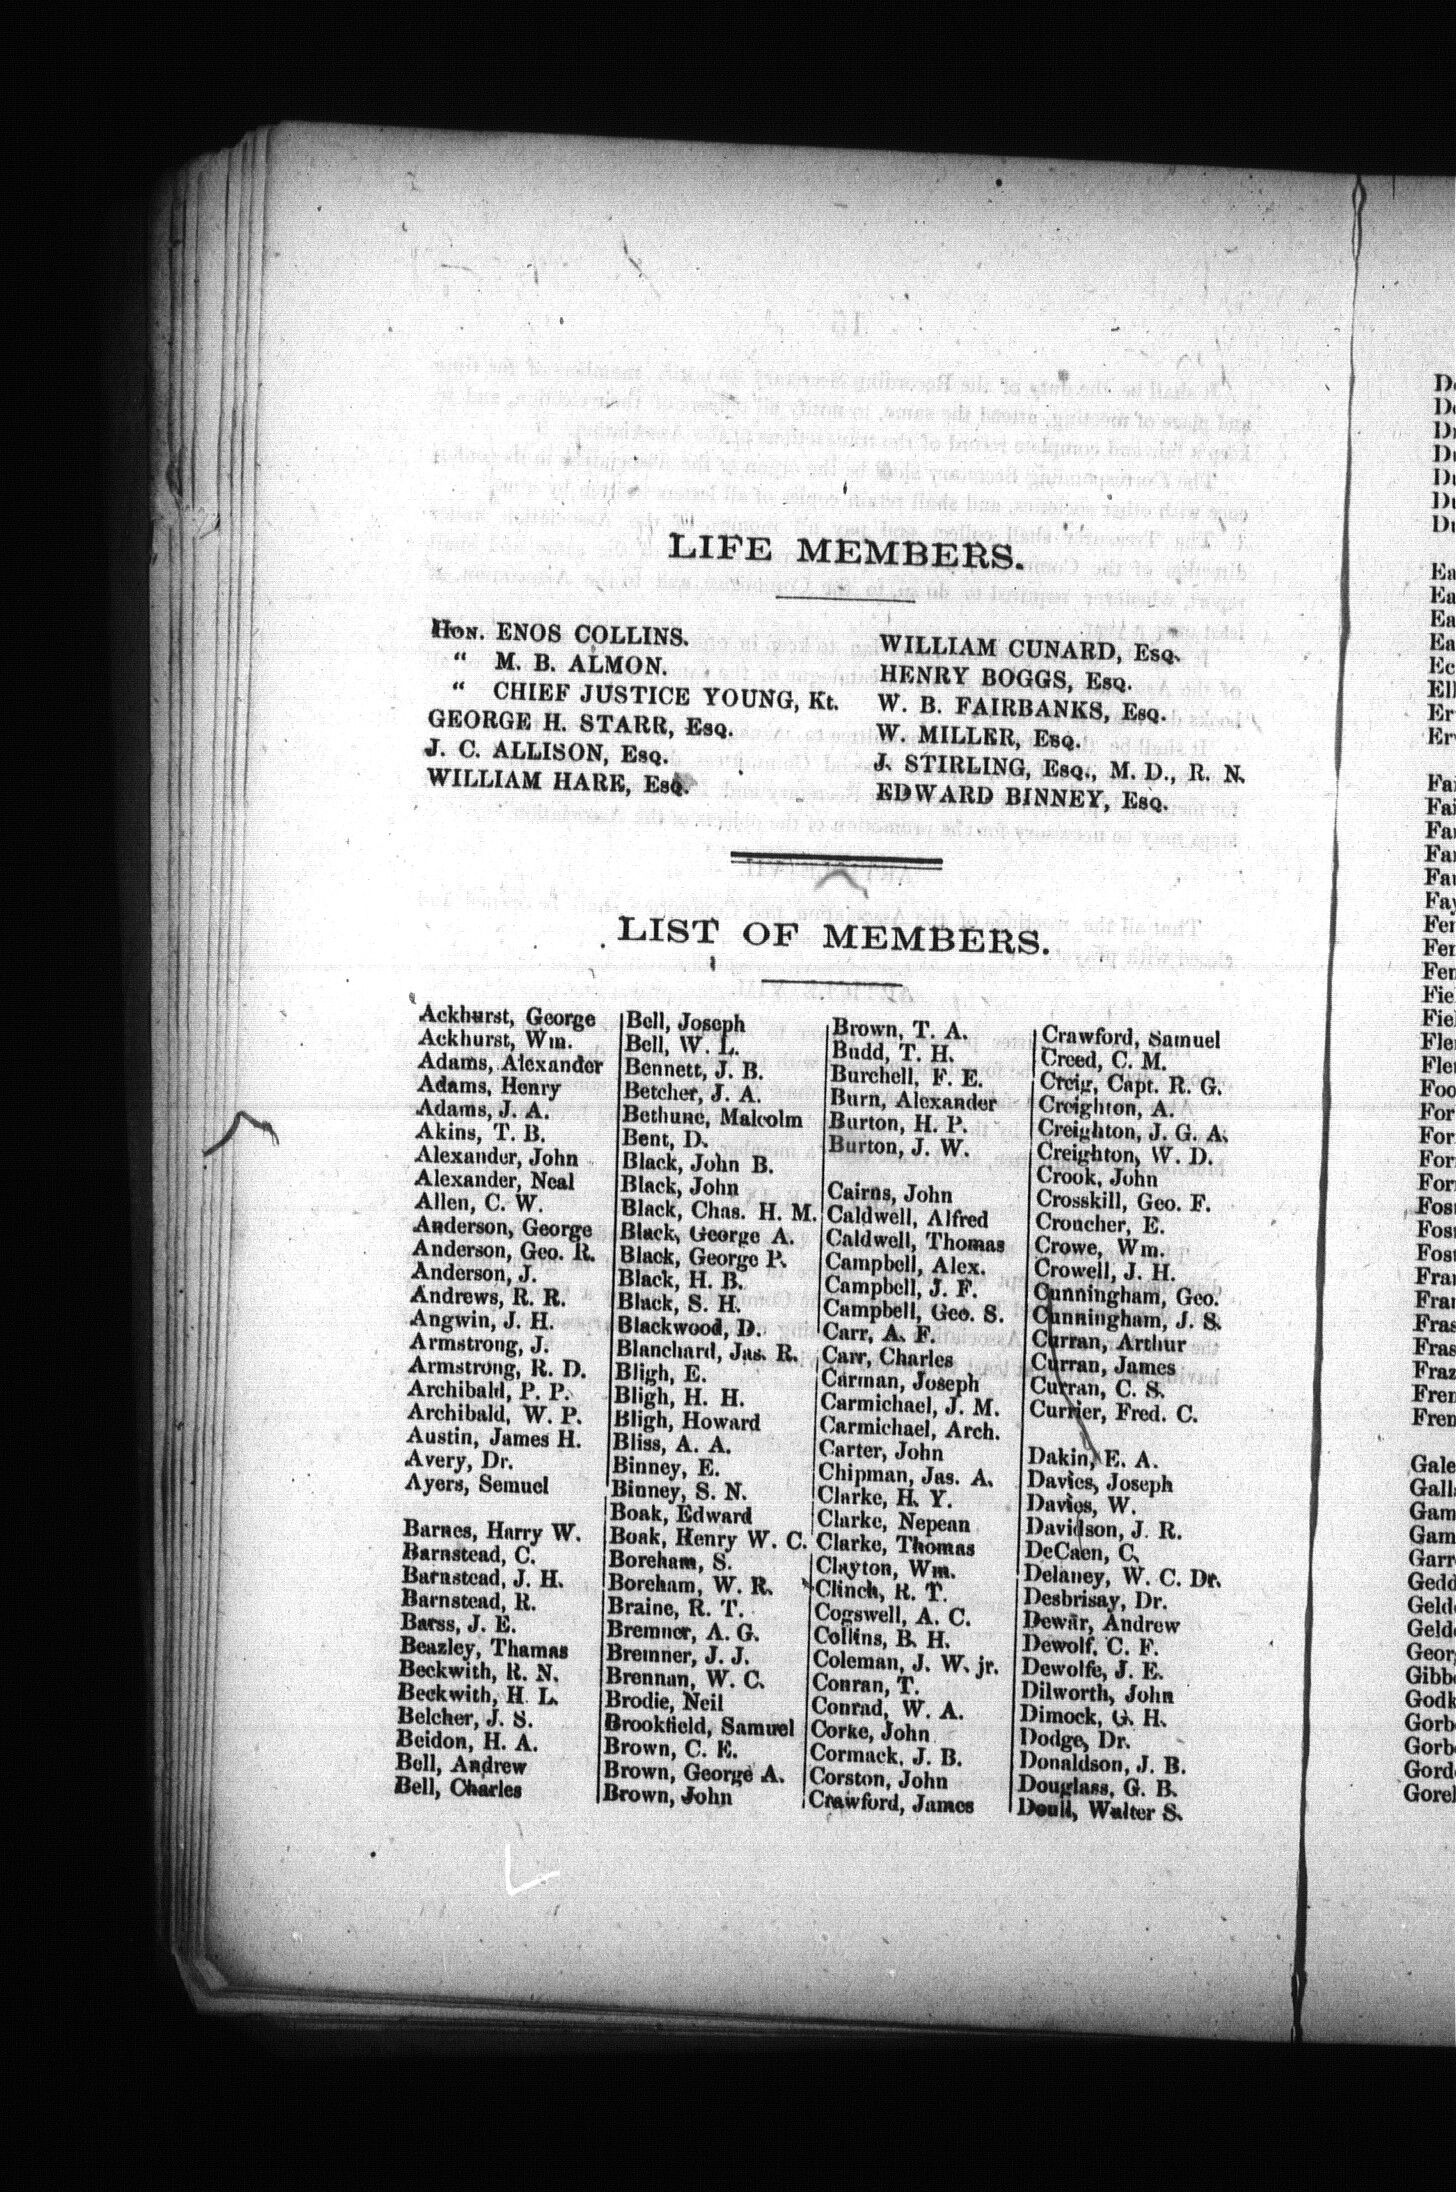 LIFE MEMBERS.
HON. ENOS COLLINS.
" M. B. ALMON.
" CHIEF JUSTICE YOUNG, Kt.
GEORGE H. STARR, ESQ.
J. C. ALLISON, ESQ.
WILLIAM HARE, ESQ.
WILLIAM CUNARD, ESQ.
HENRY BOGGS, ESQ.
W. B. FAIRBANKS, ESQ.
W. MILLER, ESQ.
J. STIRLING, ESQ., M. D., R. N.
EDWARD BINNEY, ESQ.
LIST OF MEMBERS.
Ackhurst, George
Ackhurst, Wm.
Adams, Alexander
Adams, Henry
Adams, J. A.
Akins, T. B.
Alexander, John
Alexander, Neal
Allen, C. W.
Anderson, George
Anderson, Geo. R.
Anderson, J.
Andrews, R. R.
Angwin, J. H.
Armstrong, J.
Armstrong, R. D.
Archibald, P. P.
Archibald, W. P.
Austin, James H.
Avery, Dr.
Ayers, Semuel
Barnes, Harry W.
Barnstead, C.
Barnstead, J. H.
Barnstead, R.
Barss, J. E.
Beazley, Thamas
Beckwith, R. N.
Beckwith, H L.
Belcher, J. S.
Beidon, H. A.
Bell, Andrew
Bell, Charles
Bell, Joseph
Bell, W. L.
Bennett, J. B.
Betcher, J. A.
Bethune, Malcolm
Bent, D.
Black, John B.
Black, John
Black, Chas. H. M.
Black, George A.
Black, George P.
Black, H. B.
Black, S. H.
Blackwood, D.
Blanchard, Jas. R.
Bligh, E.
Bligh, H. H.
Bligh, Howard
Bliss, A. A.
Binney, E.
Binney, S. N.
Boak, Edward
Boak, Henry W. C.
Boreham, S.
Boreham, W. R.
Braine, R. T.
Bremner, A. G.
Bremner, J. J.
Brennan, W. C.
Brodie, Neil
Brookfield, Samuel
Brown, C. E.
Brown, George A.
Brown, John
Brown, T. A.
Budd, T. H.
Burchell, F. E.
Burn, Alexander
Burton, H. P.
Burton, J. W.
Cairns, John
Caldwell, Alfred
Caldwell, Thomas
Campbell, Alex.
Campbell, J. F.
Campbell, Geo. S.
Carr, A. F.
Carr, Charles
Carman, Joseph
Carmichael, J. M.
Carmichael, Arch.
Carter, John
Chipman, Jas. A.
Clarke, H. Y.
Clarke, Nepean
Clarke, Thomas
Clayton, Wm.
Clinch, R. T.
Cogswell, A. C.
Collins, B. H.
Coleman, J. W. jr.
Conran, T.
Conrad, W. A.
Corke, John
Cormack, J. B.
Corston, John
Crawford, James
Crawford, Samuel
Creed, C. M.
Creig, Capt. R. G.
Creighton, A.
Creighton, J. G. A.
Creighton, W. D.
Crook, John
Crosskill, Geo. F.
Croucher, E.
Crowe, Wm.
Crowell, J. H.
Cunningham, Geo.
Cunningham, J. S.
Curran, Arthur
Curran, James
Curran, C. S.
Currier, Fred. C.
Dakin, E. A.
Davies, Joseph
Davies, W.
Davidson, J. R.
DeCaen, C.
Delaney, W. C. Dr.
Desbrisay, Dr.
Dewar, Andrew
Dewolf, C. F.
Dewolfe, J. E.
Dilworth, John
Dimock, G. H.
Dodge, Dr.
Donaldson, J. B.
Douglass, G. B.
Doull, Walter S.